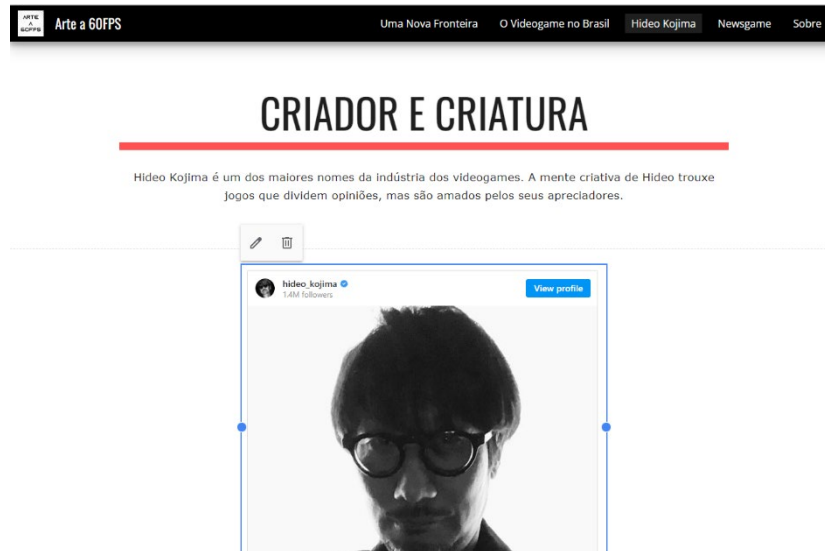 ARTE
A
60FPS
Arte a 60FPS
Uma Nova Fronteira
O Videogame no Brasil
Hideo Kojima
Newsgame
Sobre
CRIADOR E CRIATURA
Hideo Kojima é um dos maiores nomes da indústria dos videogames. A mente criativa de Hideo trouxe
jogos que dividem opiniões, mas são amados pelos seus apreciadores.
hideo_kojima
1.4M followers
View profile